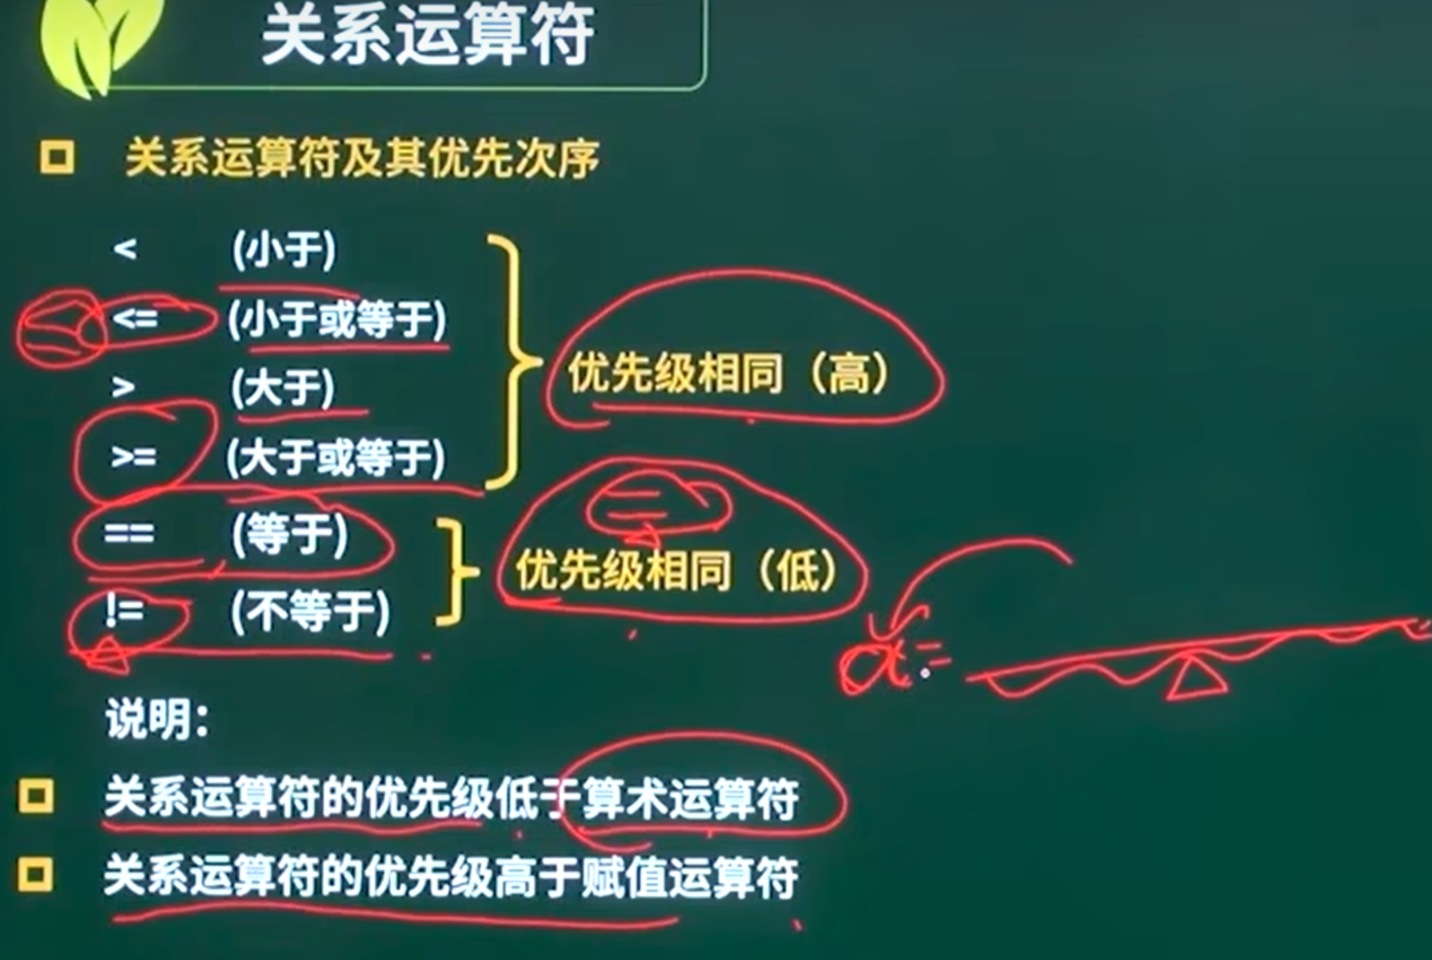 关系运算符
关系运算符及其优先次序
< (小于)
<= (小于或等于)
> (大于)
>= (大于或等于)
优先级相同（高）
== (等于)
!= (不等于)
优先级相同（低）
a=
说明：
关系运算符的优先级低于算术运算符
关系运算符的优先级高于赋值运算符